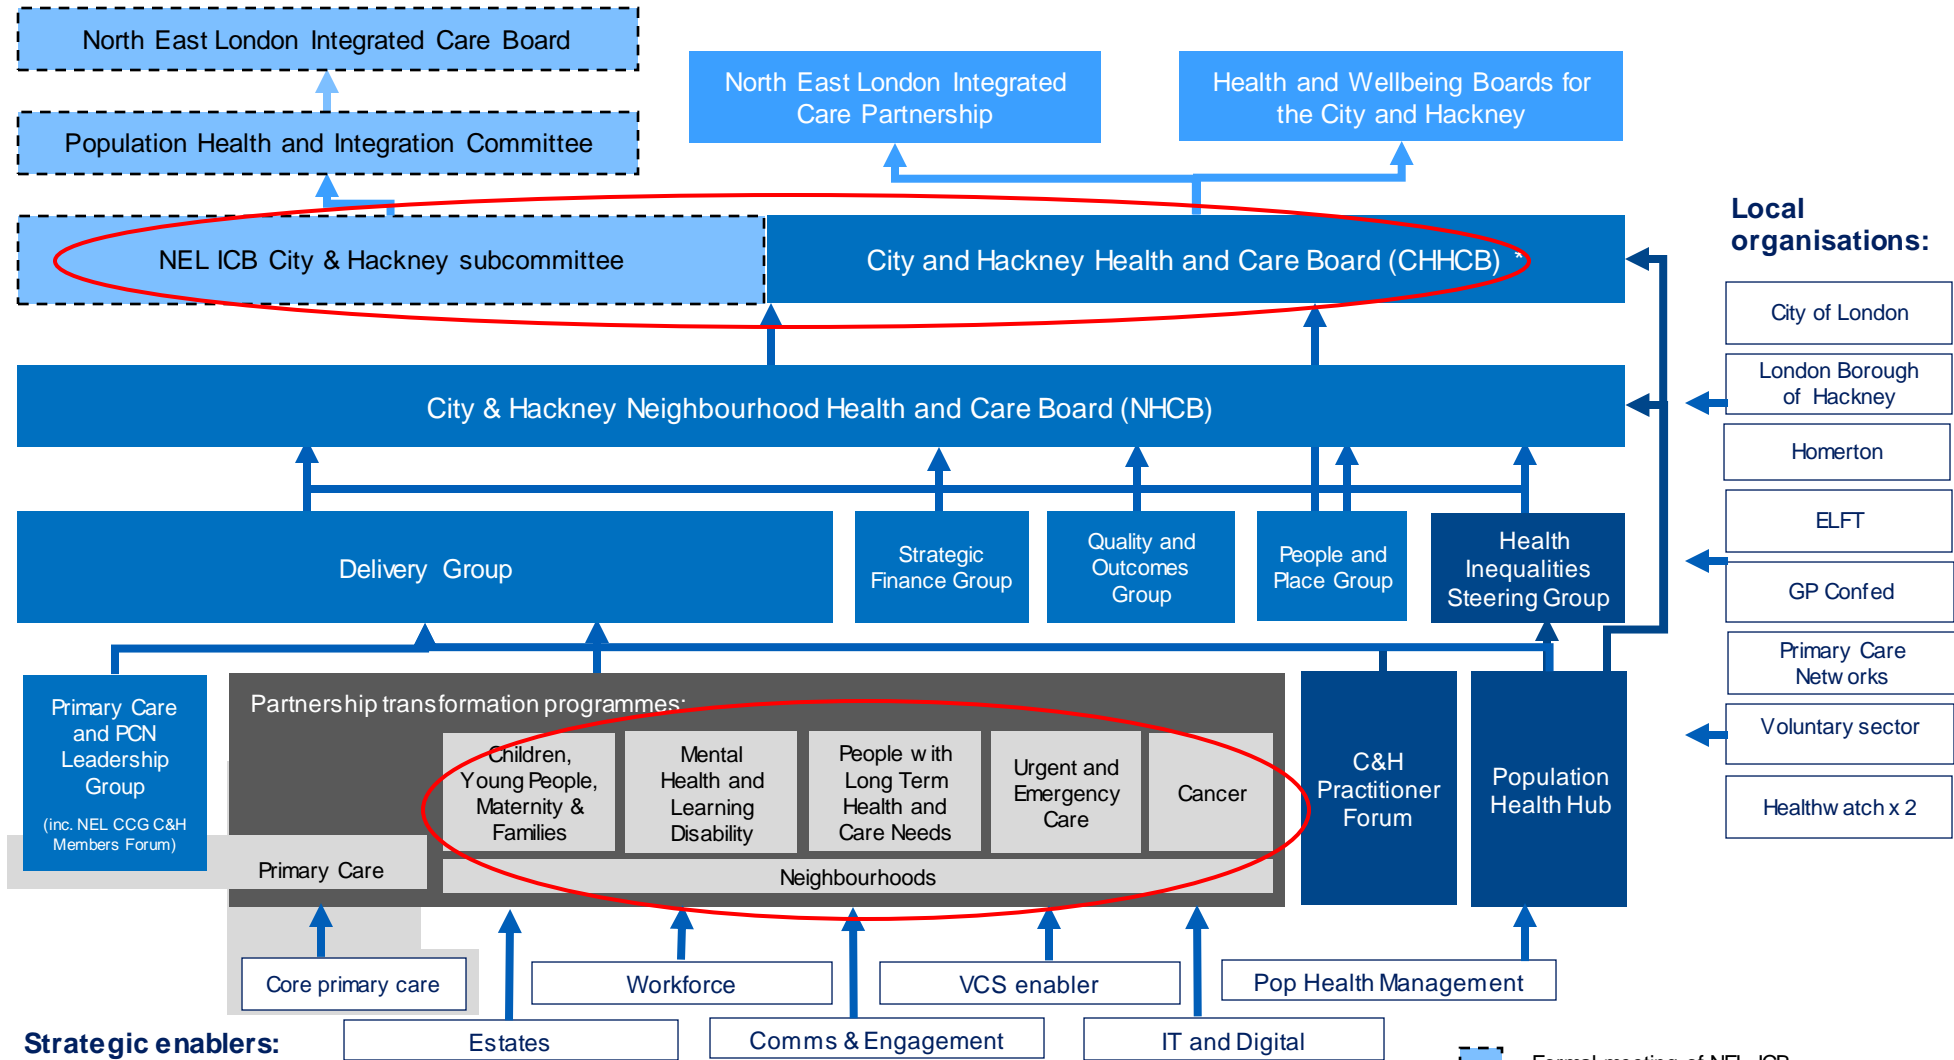 North East London Integrated Care Board
North East London Integrated
Care Partnership
Health and Wellbeing Boards for
the City and Hackney
Population Health and Integration Committee
Local
organisations:
NEL ICB City & Hackney subcommittee
City and Hackney Health and Care Board (CHHCB) *
City of London
London Borough
of Hackney
City & Hackney Neighbourhood Health and Care Board (NHCB)
Homerton
ELFT
Delivery Group
Strategic
Finance Group
Quality and
Outcomes
Group
People and
Place Group
Health
Inequalities
Steering Group
GP Confed
Primary Care
Networks
Voluntary sector
Healthwatch x 2
Primary Care
and PCN
Leadership
Group
(inc. NEL CCG C&H
Members Forum)
Partnership transformation programmes:
Children,
Young People,
Maternity &
Families
Mental
Health and
Learning
Disability
People with
Long Term
Health and
Care Needs
Urgent and
Emergency
Care
Cancer
C&H
Practitioner
Forum
Population
Health Hub
Primary Care
Neighbourhoods
Core primary care
Workforce
VCS enabler
Pop Health Management
Strategic enablers:
Estates
Comms & Engagement
IT and Digital
Formal meeting of NEL ICB